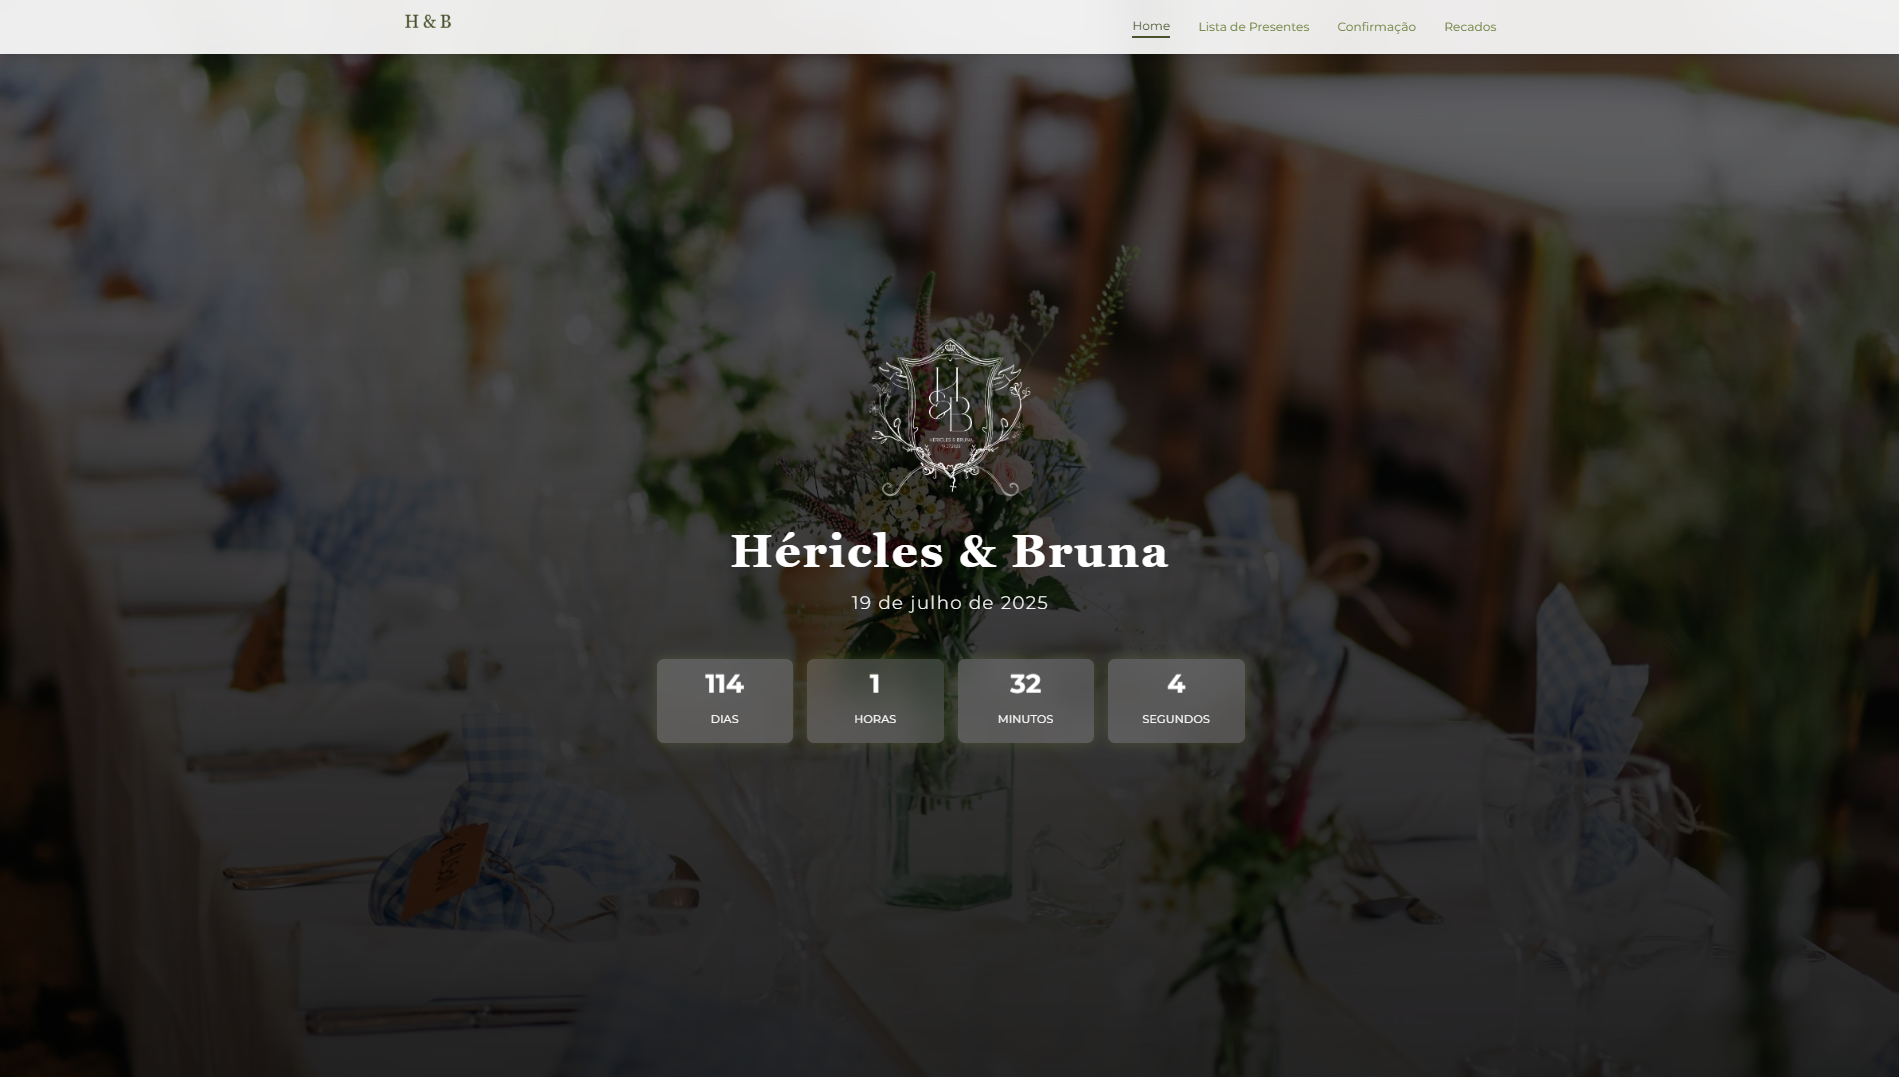 H & B
Home
Lista de Presentes
Confirmação
Recados
H
B
HÉRICLES & BRUNA
Héricles & Bruna
19 de julho de 2025
114
DIAS
1
HORAS
32
MINUTOS
4
SEGUNDOS